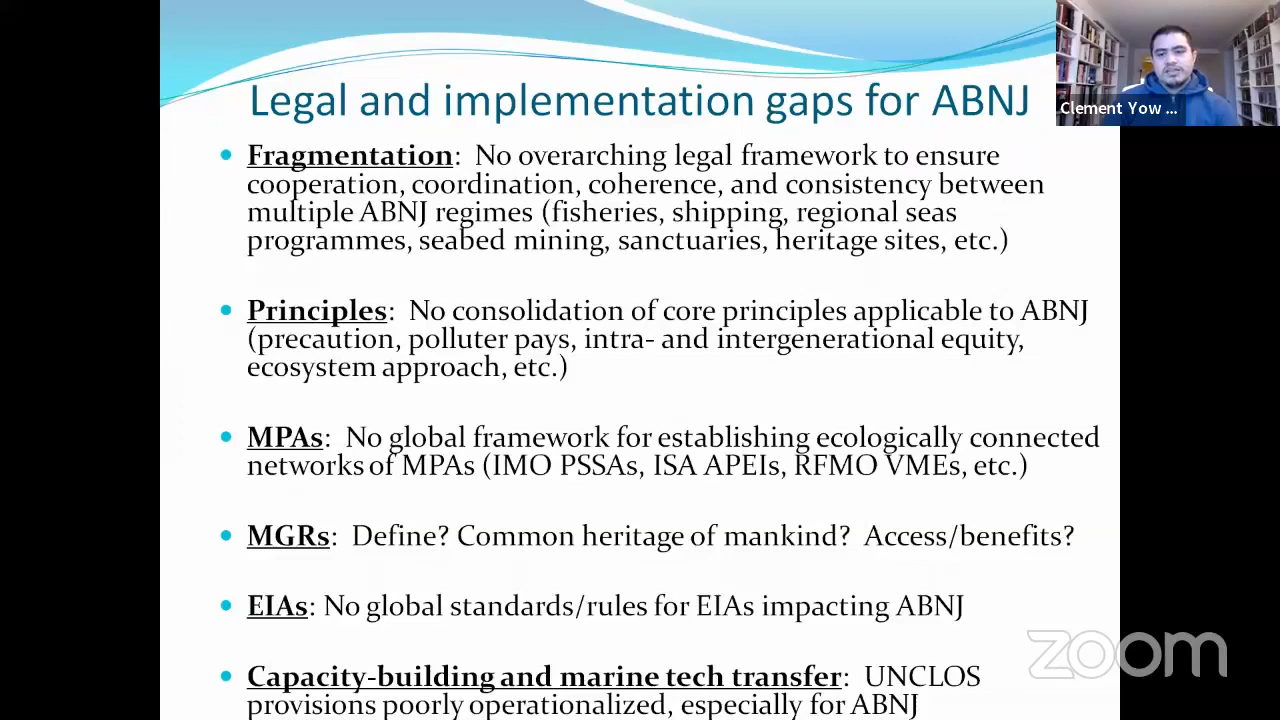 Legal and implementation gaps for ABNJ
Clement Yow ...
• Fragmentation: No overarching legal framework to ensure
cooperation, coordination, coherence, and consistency between
multiple ABNJ regimes (fisheries, shipping, regional seas
programmes, seabed mining, sanctuaries, heritage sites, etc.)
• Principles: No consolidation of core principles applicable to ABNJ
(precaution, polluter pays, intra- and intergenerational equity,
ecosystem approach, etc.)
• MPAs: No global framework for establishing ecologically connected
networks of MPAs (IMO PSSAs, ISA APEIs, RFMO VMEs, etc.)
• MGRs: Define? Common heritage of mankind? Access/benefits?
• EIAs: No global standards/rules for EIAs impacting ABNJ
• Capacity-building and marine tech transfer: UNCLOS
provisions poorly operationalized, especially for ABNJ
zoom